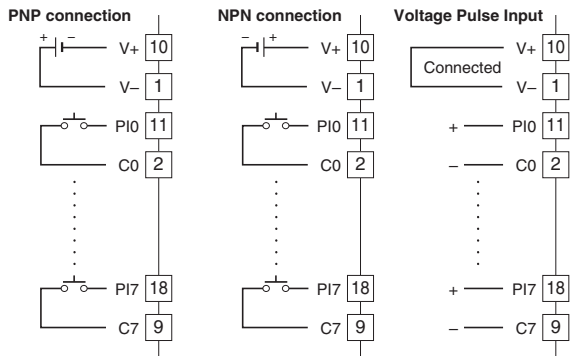 PNP connection
+ −
V+ 10
V− 1
PI0 11
C0 2
PI7 18
C7 9
NPN connection
− +
V+ 10
V− 1
PI0 11
C0 2
PI7 18
C7 9
Voltage Pulse Input
V+ 10
Connected
V− 1
+ PI0 11
− C0 2
+ PI7 18
− C7 9